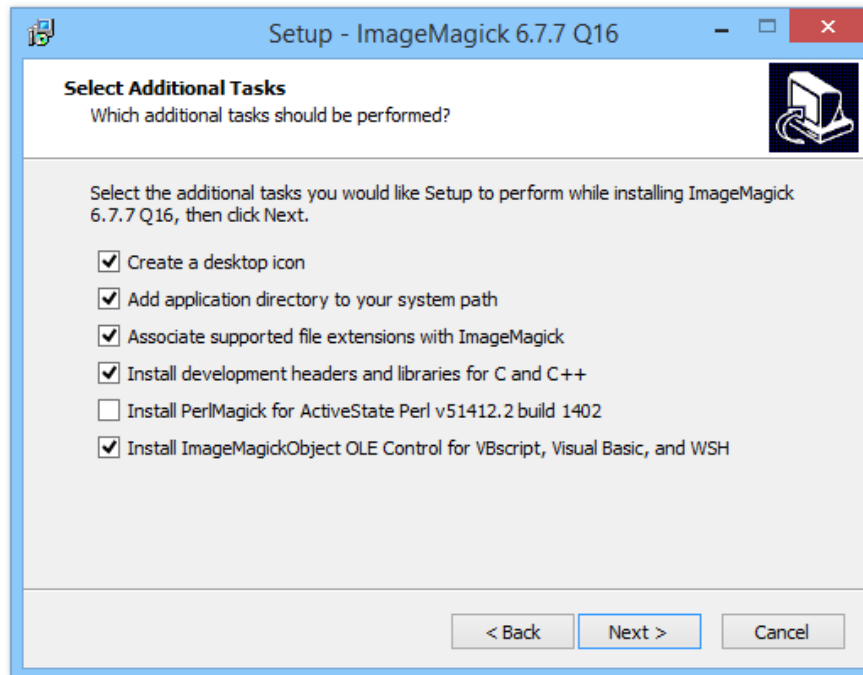 Setup - ImageMagick 6.7.7 Q16
Select Additional Tasks
Which additional tasks should be performed?
Select the additional tasks you would like Setup to perform while installing ImageMagick
6.7.7 Q16, then click Next.
Create a desktop icon
Add application directory to your system path
Associate supported file extensions with ImageMagick
Install development headers and libraries for C and C++
Install PerlMagick for ActiveState Perl v51412.2 build 1402
Install ImageMagickObject OLE Control for VBscript, Visual Basic, and WSH
< Back Next > Cancel